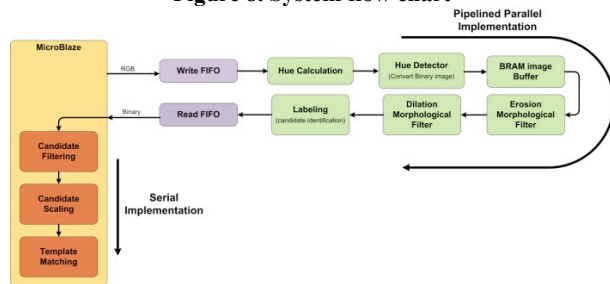 Figure 8. System flow chart
Pipelined Parallel
Implementation
MicroBlaze
RGB
Write FIFO
Hue Calculation
Hue Detector
(Convert Binary image)
BRAM image
Buffer
Binary
Read FIFO
Labeling
(candidate identification)
Dilation
Morphological
Filter
Erosion
Morphological
Filter
Candidate
Filtering
Candidate
Scaling
Template
Matching
Serial
Implementation